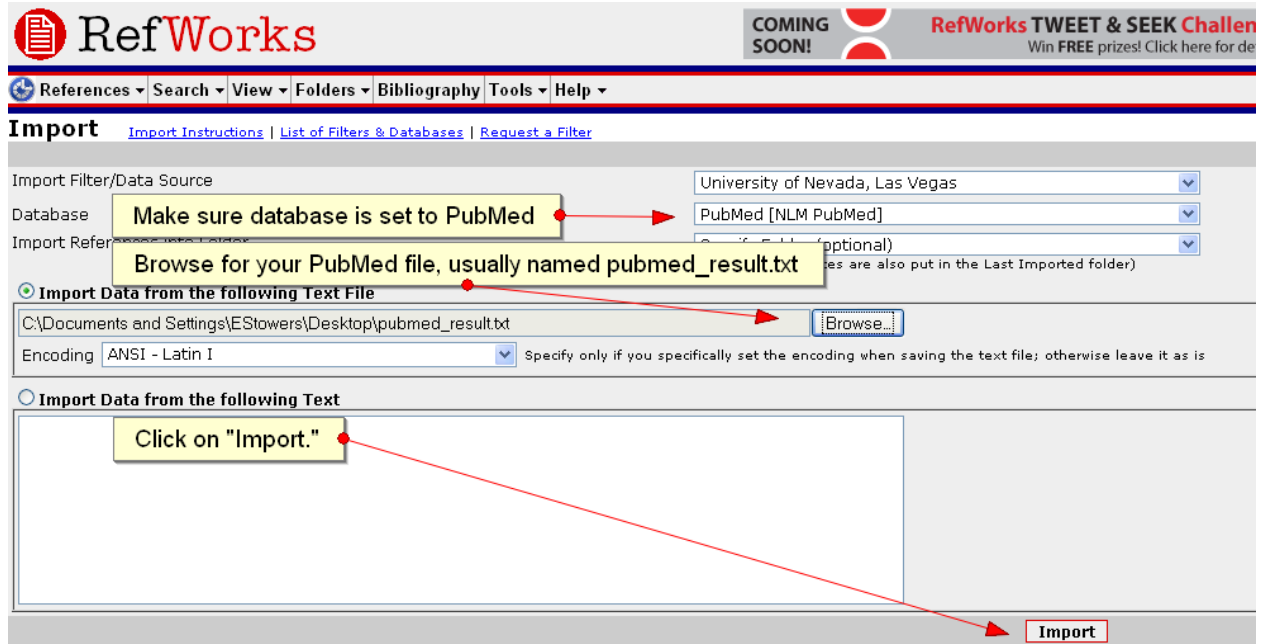 RefWorks
COMING SOON!
RefWorks TWEET & SEEK Challen
Win FREE prizes! Click here for de
References Search View Folders Bibliography Tools Help
Import Import Instructions | List of Filters & Databases | Request a Filter
Import Filter/Data Source University of Nevada, Las Vegas
Database Make sure database is set to PubMed PubMed [NLM PubMed]
Import References into Folder Specify Folder (optional)
Browse for your PubMed file, usually named pubmed_result.txt
es are also put in the Last Imported folder)
Import Data from the following Text File
C:\Documents and Settings\EStowers\Desktop\pubmed_result.txt Browse...
Encoding ANSI - Latin I Specify only if you specifically set the encoding when saving the text file; otherwise leave it as is
Import Data from the following Text
Click on "Import."
Import